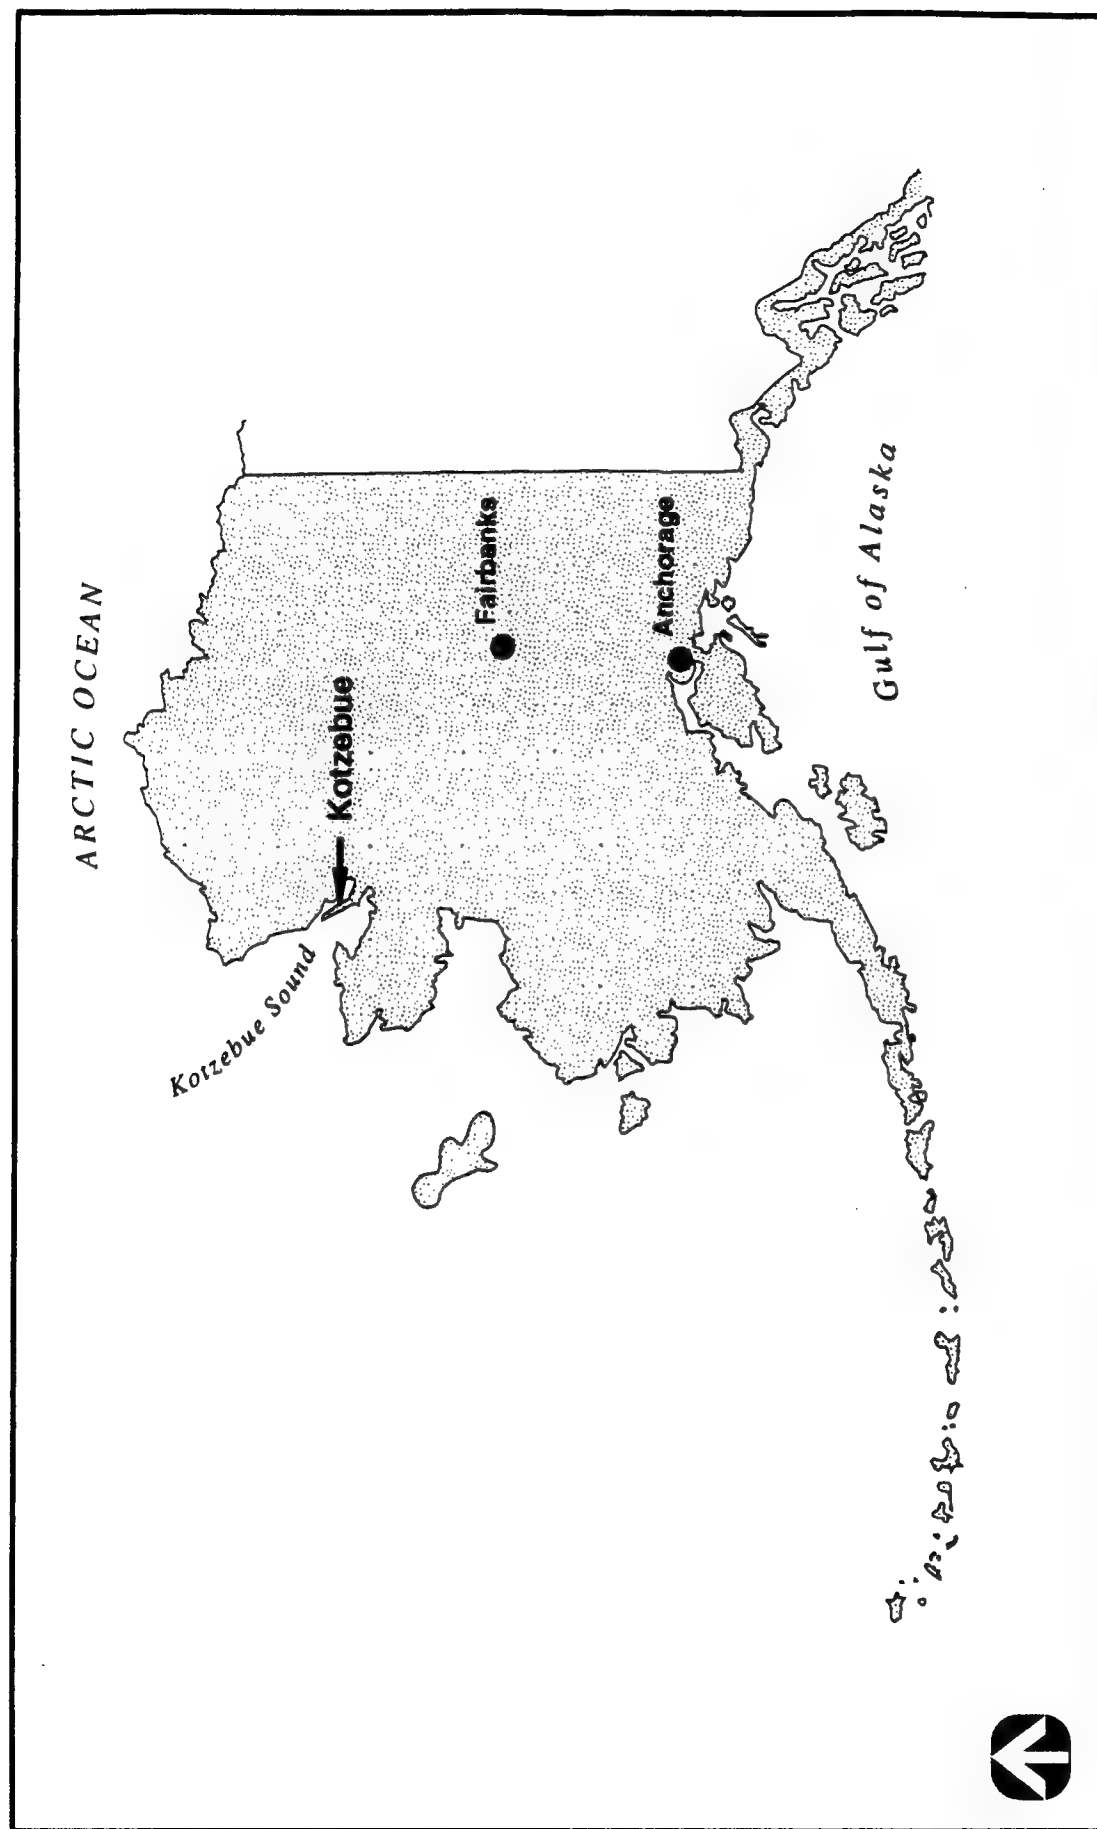 ARCTIC OCEAN
Kotzebue Sound
Kotzebue
Fairbanks
Anchorage
Gulf of Alaska